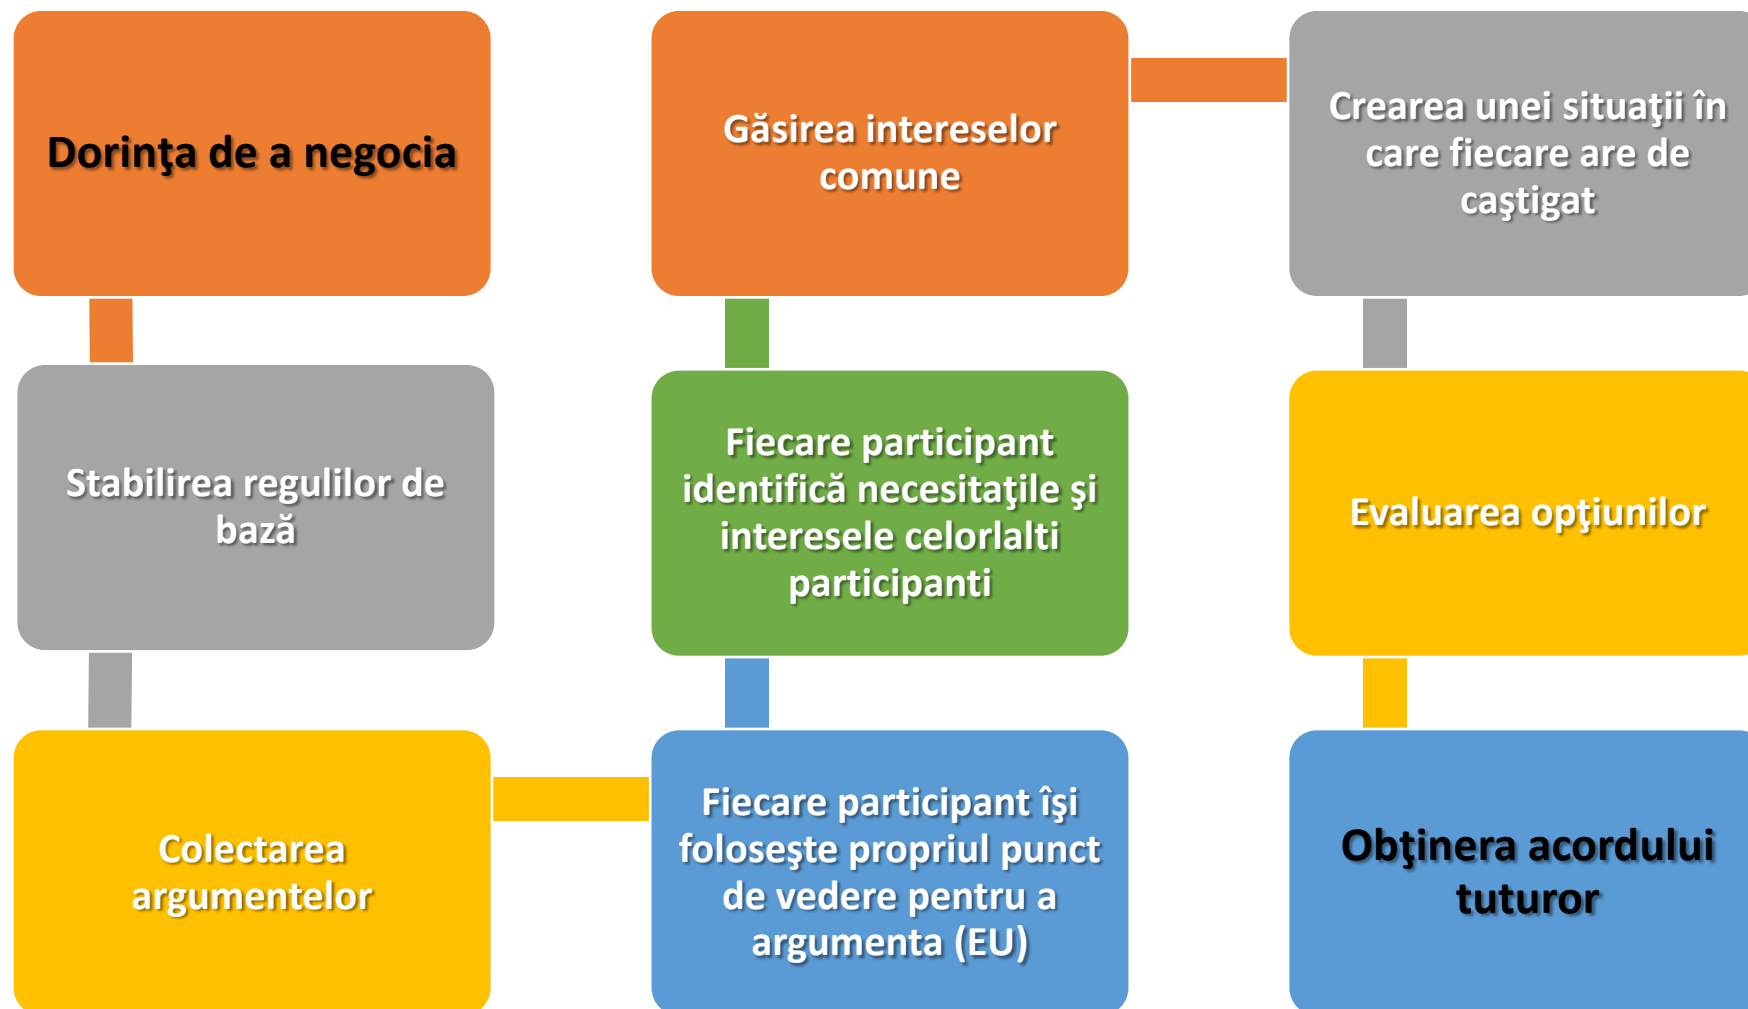 Dorinţa de a negocia
Stabilirea regulilor de
bază
Colectarea
argumentelor
Fiecare participant îşi
foloseşte propriul punct
de vedere pentru a
argumenta (EU)
Fiecare participant
identifică necesitaţile şi
interesele celorlalti
participanti
Găsirea intereselor
comune
Crearea unei situaţii în
care fiecare are de
caştigat
Evaluarea opţiunilor
Obţinera acordului
tuturor